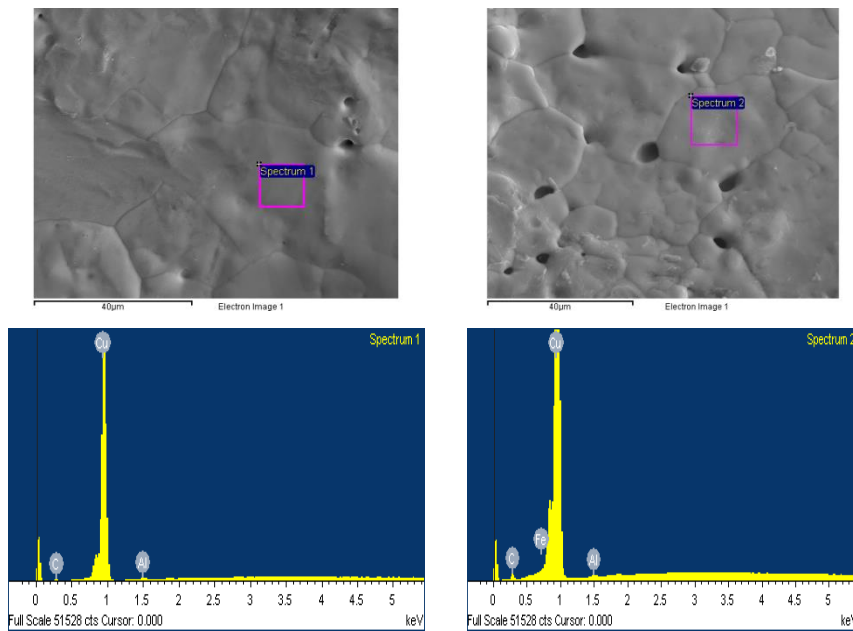 Spectrum 1
Spectrum 2
40µm
Electron Image 1
40µm
Electron Image 1
Spectrum 1
Cu
C
Al
0 0.5 1 1.5 2 2.5 3 3.5 4 4.5 5
Full Scale 51528 cts Cursor: 0.000
keV
Spectrum 2
Cu
Fe
C
Al
0 0.5 1 1.5 2 2.5 3 3.5 4 4.5 5
Full Scale 51528 cts Cursor: 0.000
keV